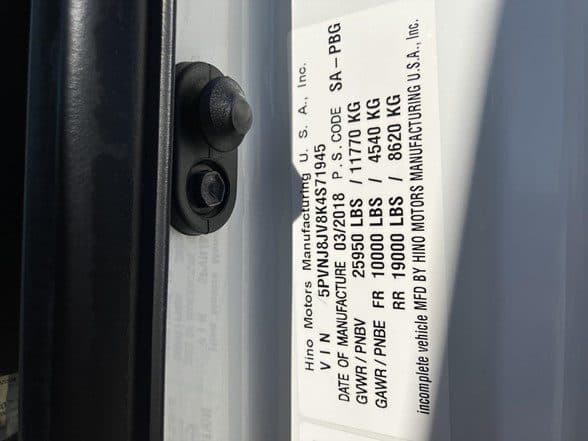 Hino Motors Manufacturing U. S. A., Inc.
VIN 5PVNJ8JV8K4S71945
DATE OF MANUFACTURE 03/2018 P.S. CODE SA-PBG
GVWR/PNBV 25950 LBS / 11770 KG
GAWR/PNBE FR 10000 LBS / 4540 KG
RR 19000 LBS / 8620 KG
incomplete vehicle MFD BY HINO MOTORS MANUFACTURING U.S.A., Inc.